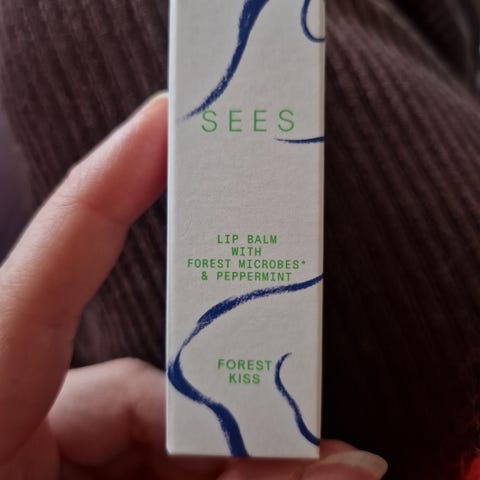 SEES
LIP BALM
WITH
FOREST MICROBES*
& PEPPERMINT
FOREST
KISS